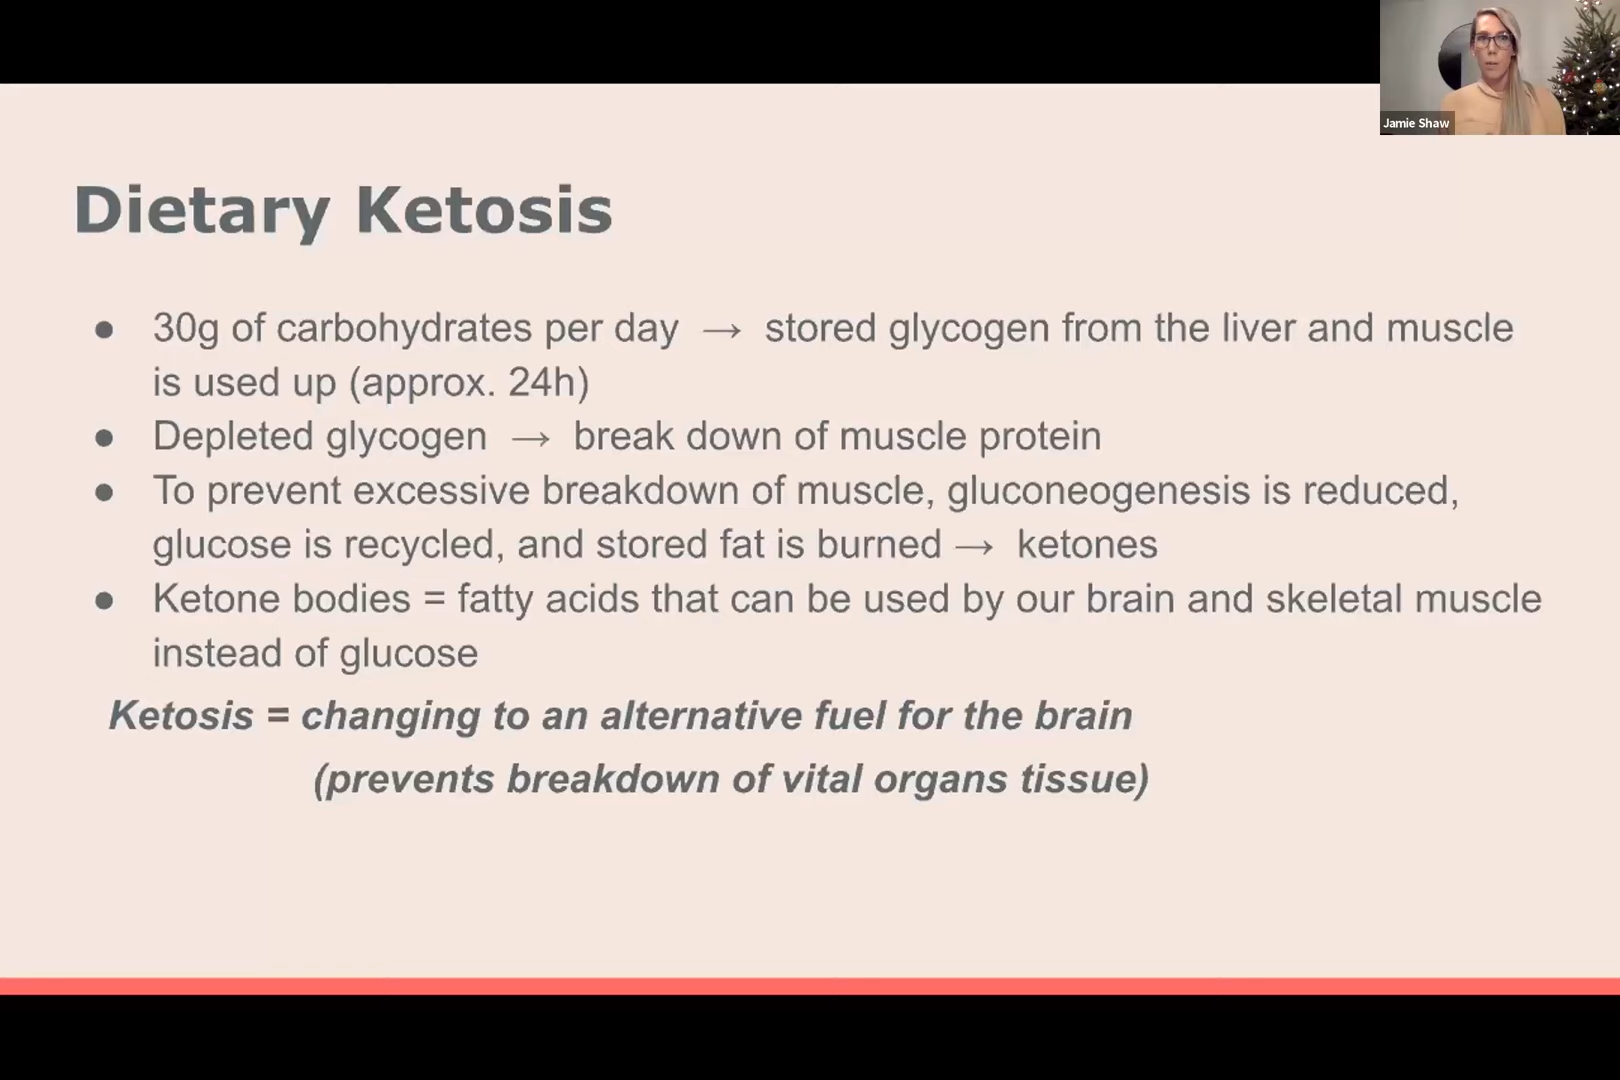 Jamie Shaw
Dietary Ketosis
● 30g of carbohydrates per day → stored glycogen from the liver and muscle
is used up (approx. 24h)
● Depleted glycogen → break down of muscle protein
● To prevent excessive breakdown of muscle, gluconeogenesis is reduced,
glucose is recycled, and stored fat is burned → ketones
● Ketone bodies = fatty acids that can be used by our brain and skeletal muscle
instead of glucose
Ketosis = changing to an alternative fuel for the brain
(prevents breakdown of vital organs tissue)